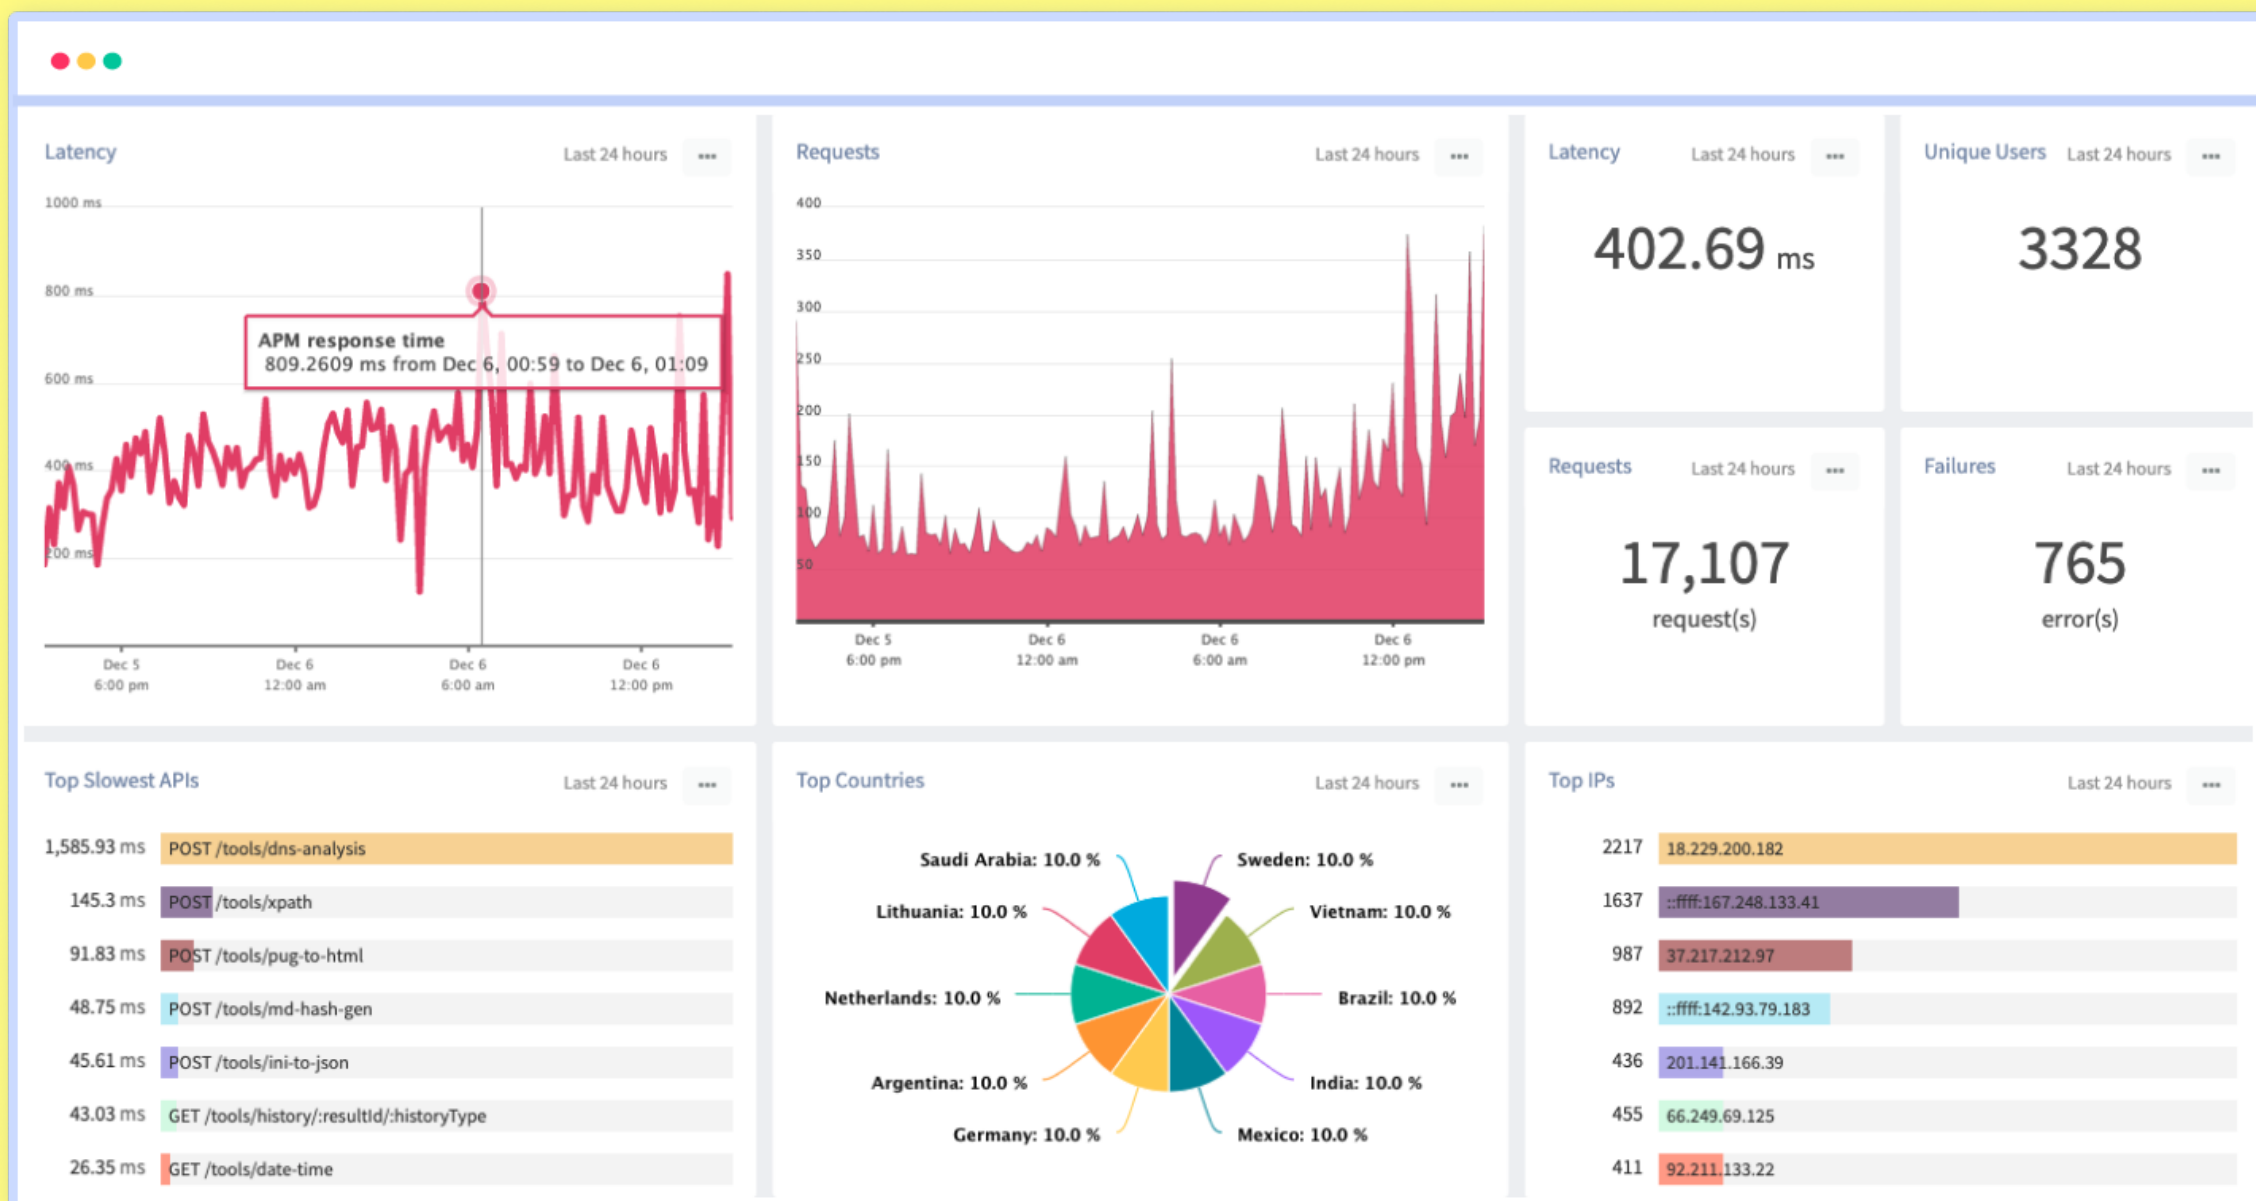 Latency
Last 24 hours
•••
1000 ms
800 ms
600 ms
400 ms
200 ms
APM response time
809.2609 ms from Dec 6, 00:59 to Dec 6, 01:09
Dec 5
6:00 pm
Dec 6
12:00 am
Dec 6
6:00 am
Dec 6
12:00 pm
Requests
Last 24 hours
•••
400
350
300
250
200
150
100
50
Dec 5
6:00 pm
Dec 6
12:00 am
Dec 6
6:00 am
Dec 6
12:00 pm
Latency
Last 24 hours
•••
402.69 ms
Unique Users
Last 24 hours
•••
3328
Requests
Last 24 hours
•••
17,107
request(s)
Failures
Last 24 hours
•••
765
error(s)
Top Slowest APIs
Last 24 hours
•••
1,585.93 ms POST /tools/dns-analysis
145.3 ms POST /tools/xpath
91.83 ms POST /tools/pug-to-html
48.75 ms POST /tools/md-hash-gen
45.61 ms POST /tools/ini-to-json
43.03 ms GET /tools/history/:resultId/:historyType
26.35 ms GET /tools/date-time
Top Countries
Last 24 hours
•••
Saudi Arabia: 10.0 %
Sweden: 10.0 %
Lithuania: 10.0 %
Vietnam: 10.0 %
Netherlands: 10.0 %
Brazil: 10.0 %
Argentina: 10.0 %
India: 10.0 %
Germany: 10.0 %
Mexico: 10.0 %
Top IPs
Last 24 hours
•••
2217 18.229.200.182
1637 ::ffff:167.248.133.41
987 37.217.212.97
892 ::ffff:142.93.79.183
436 201.141.166.39
455 66.249.69.125
411 92.211.133.22